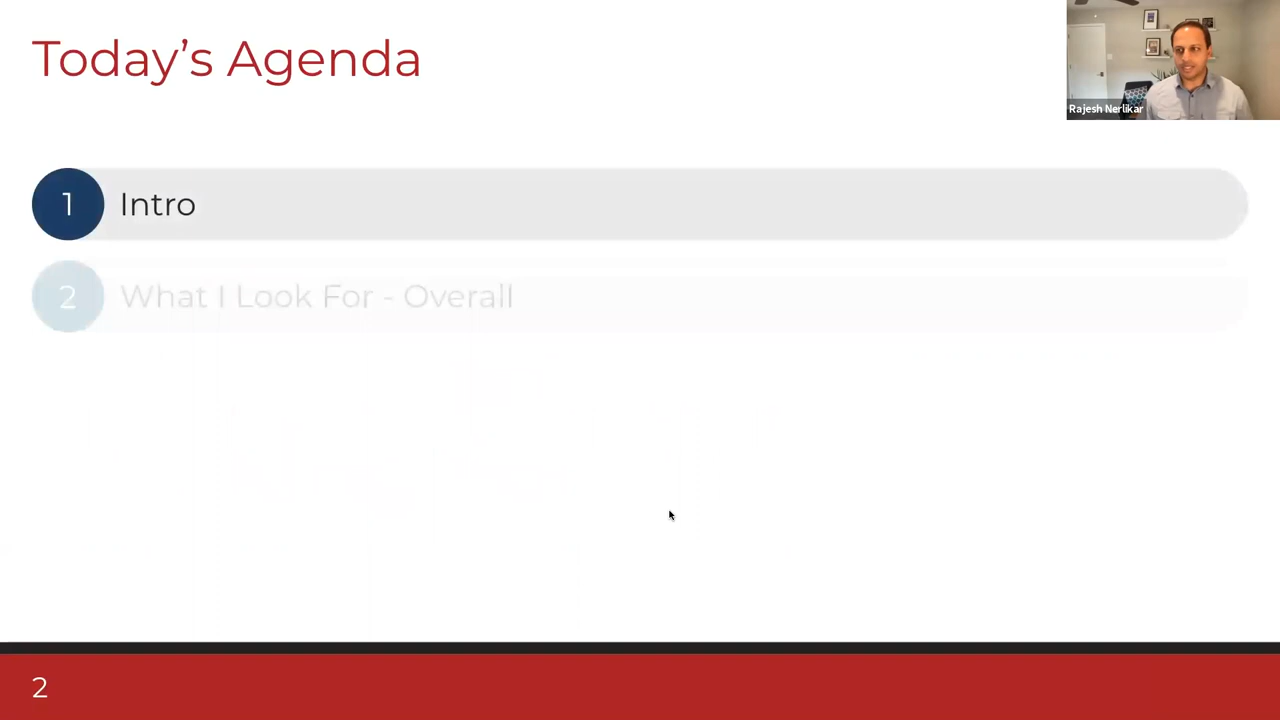 Today’s Agenda
Rajesh Nerlikar
1 Intro
2 What I Look For - Overall
2